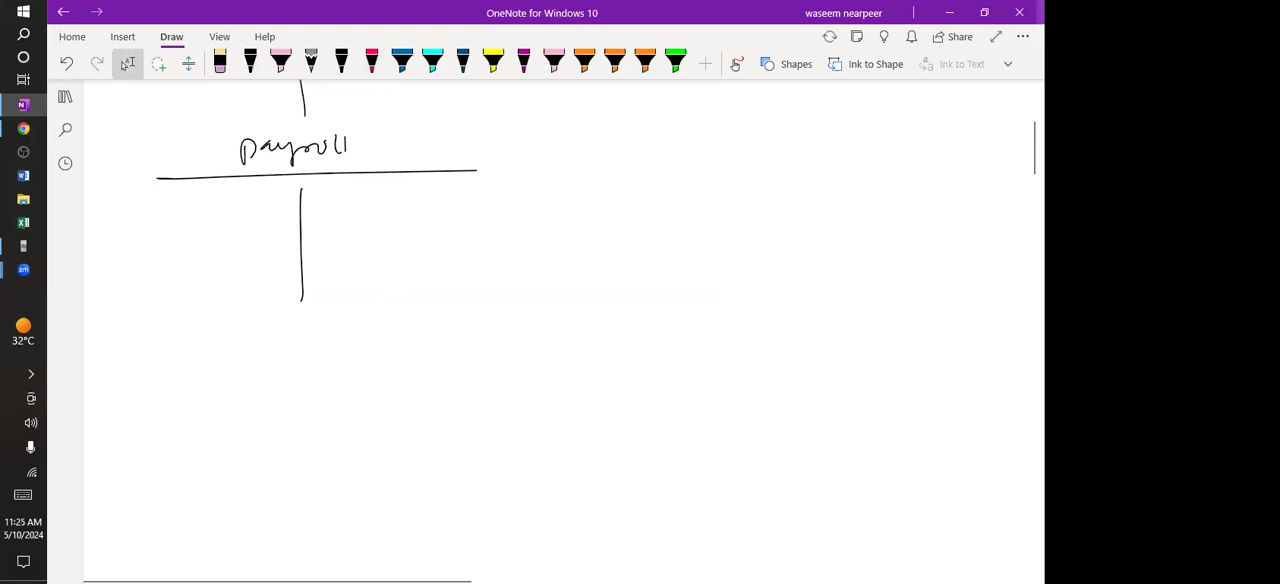 OneNote for Windows 10
waseem nearpeer
Home Insert Draw View Help
Share
Shapes
Ink to Shape
Ink to Text
payroll
32°C
11:25 AM
5/10/2024
zm